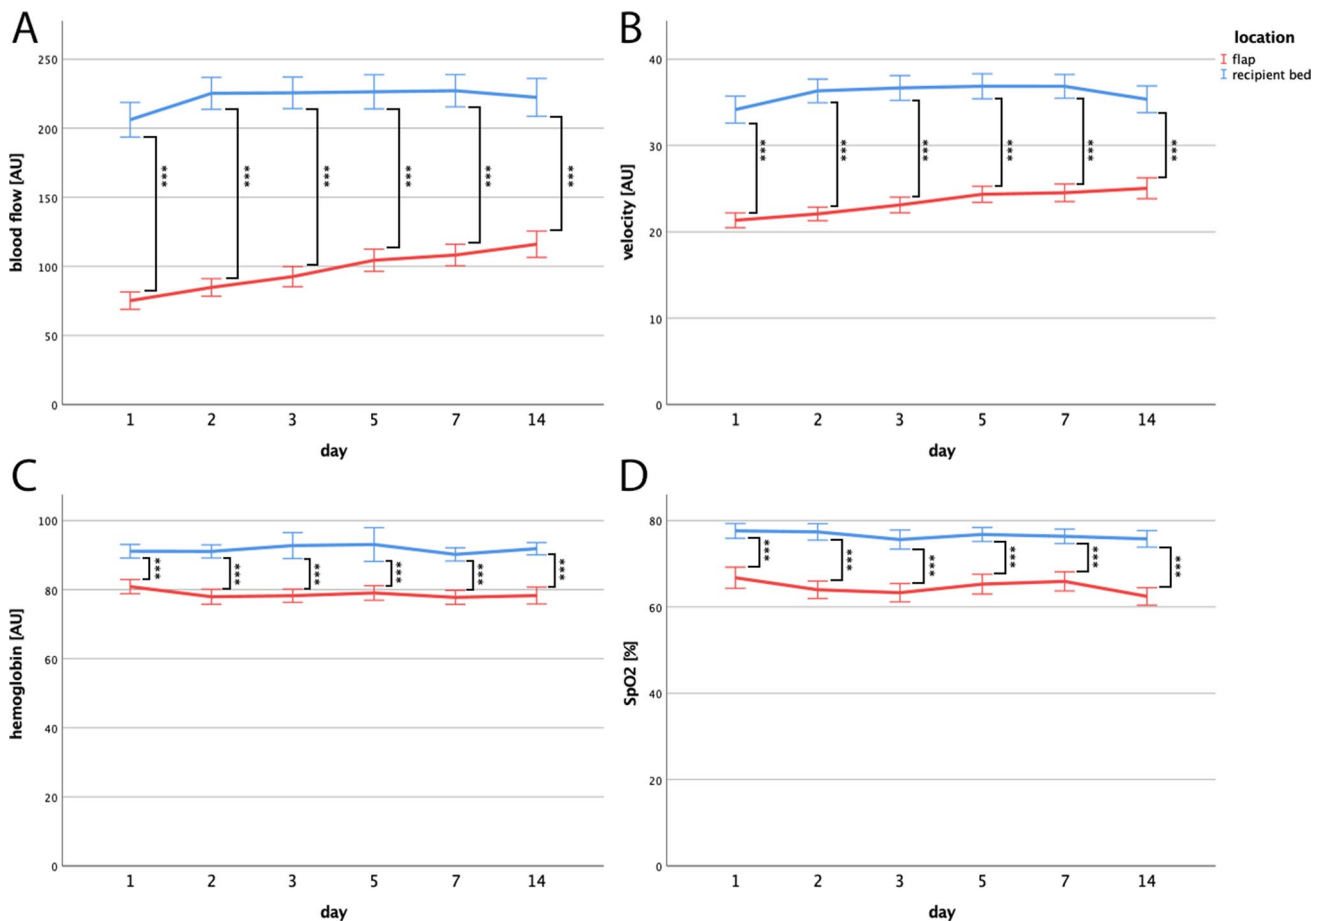 A
250
200
150
100
50
0
blood flow [AU]
***
***
***
***
***
***
1 2 3 5 7 14
day
B
40
30
20
10
0
velocity [AU]
***
***
***
***
***
***
1 2 3 5 7 14
day
location
flap
recipient bed
C
100
80
60
40
20
0
hemoglobin [AU]
***
***
***
***
***
***
1 2 3 5 7 14
day
D
80
60
40
20
0
SpO2 [%]
***
***
***
***
***
***
1 2 3 5 7 14
day